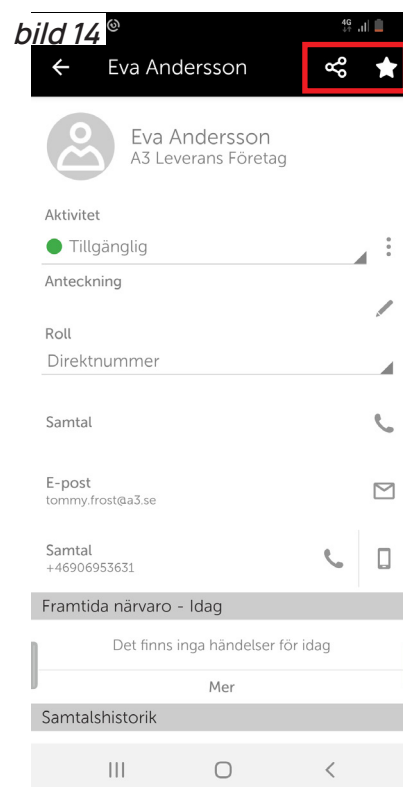 bild 14
4G
Eva Andersson
Eva Andersson
A3 Leverans Företag
Aktivitet
Tillgänglig
Anteckning
Roll
Direktnummer
Samtal
E-post
tommy.frost@a3.se
Samtal
+46906953631
Framtida närvaro - Idag
Det finns inga händelser för idag
Mer
Samtalshistorik